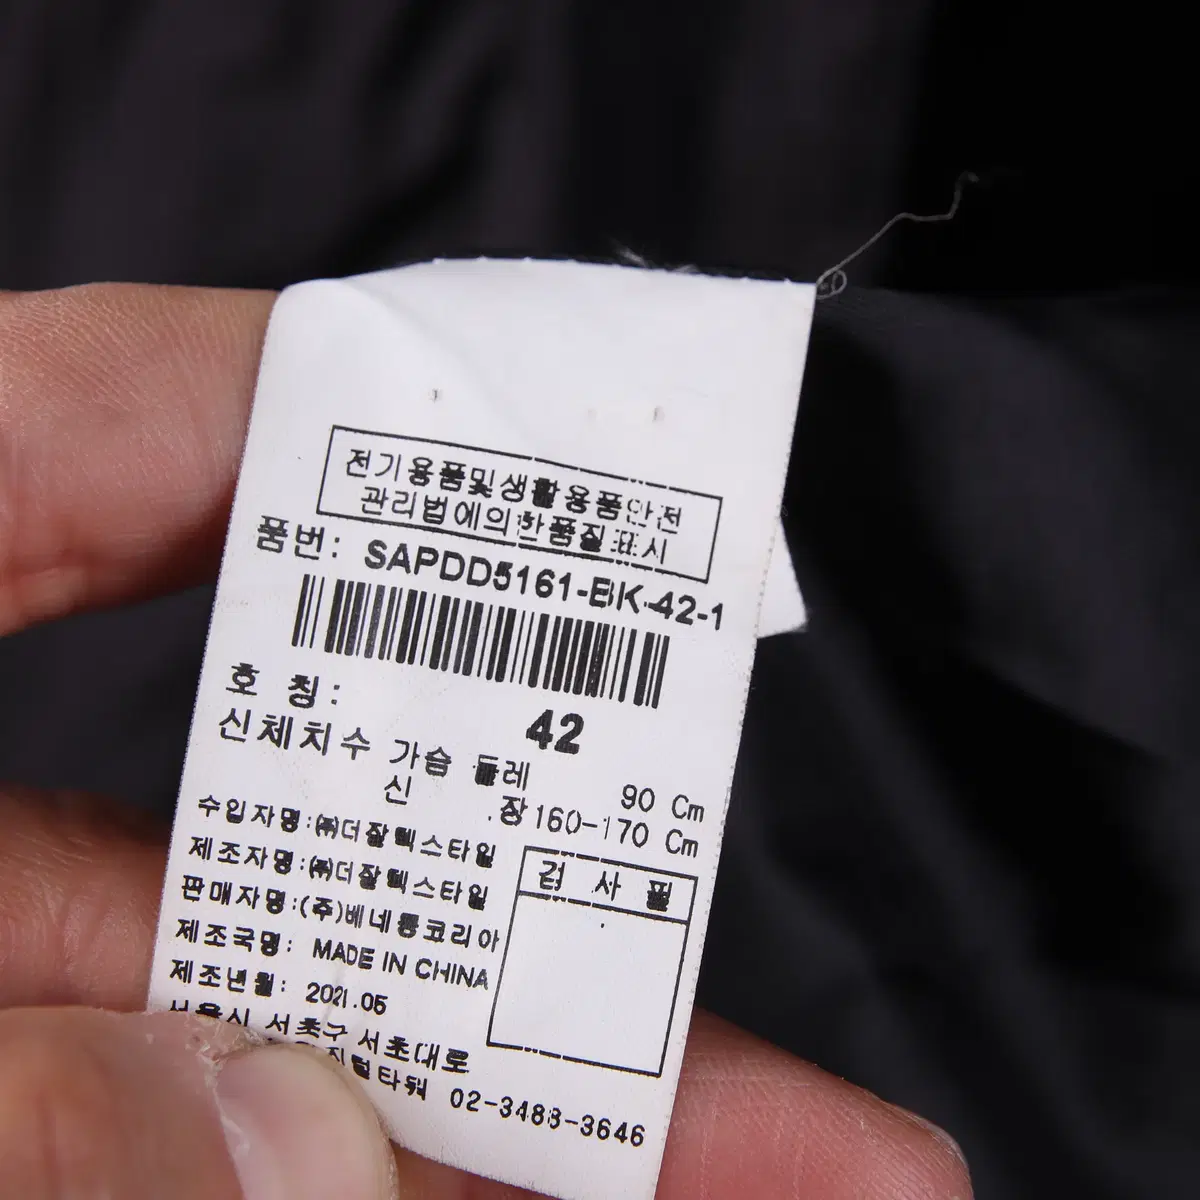 전기용품및생활용품안전
관리법에의한품질표시
품번: SAPDD5161-BK-42-1
호 칭: 42
신체치수 가슴 둘레 90 Cm
신 장 160-170 Cm
수입자명:㈜더잘텍스타일
제조자명:㈜더잘텍스타일
판매자명:(주)베네통코리아
제조국명: MADE IN CHINA
제조년월: 2021.05
검 사 필
서울시 서초구 서초대로
02-3488-3646